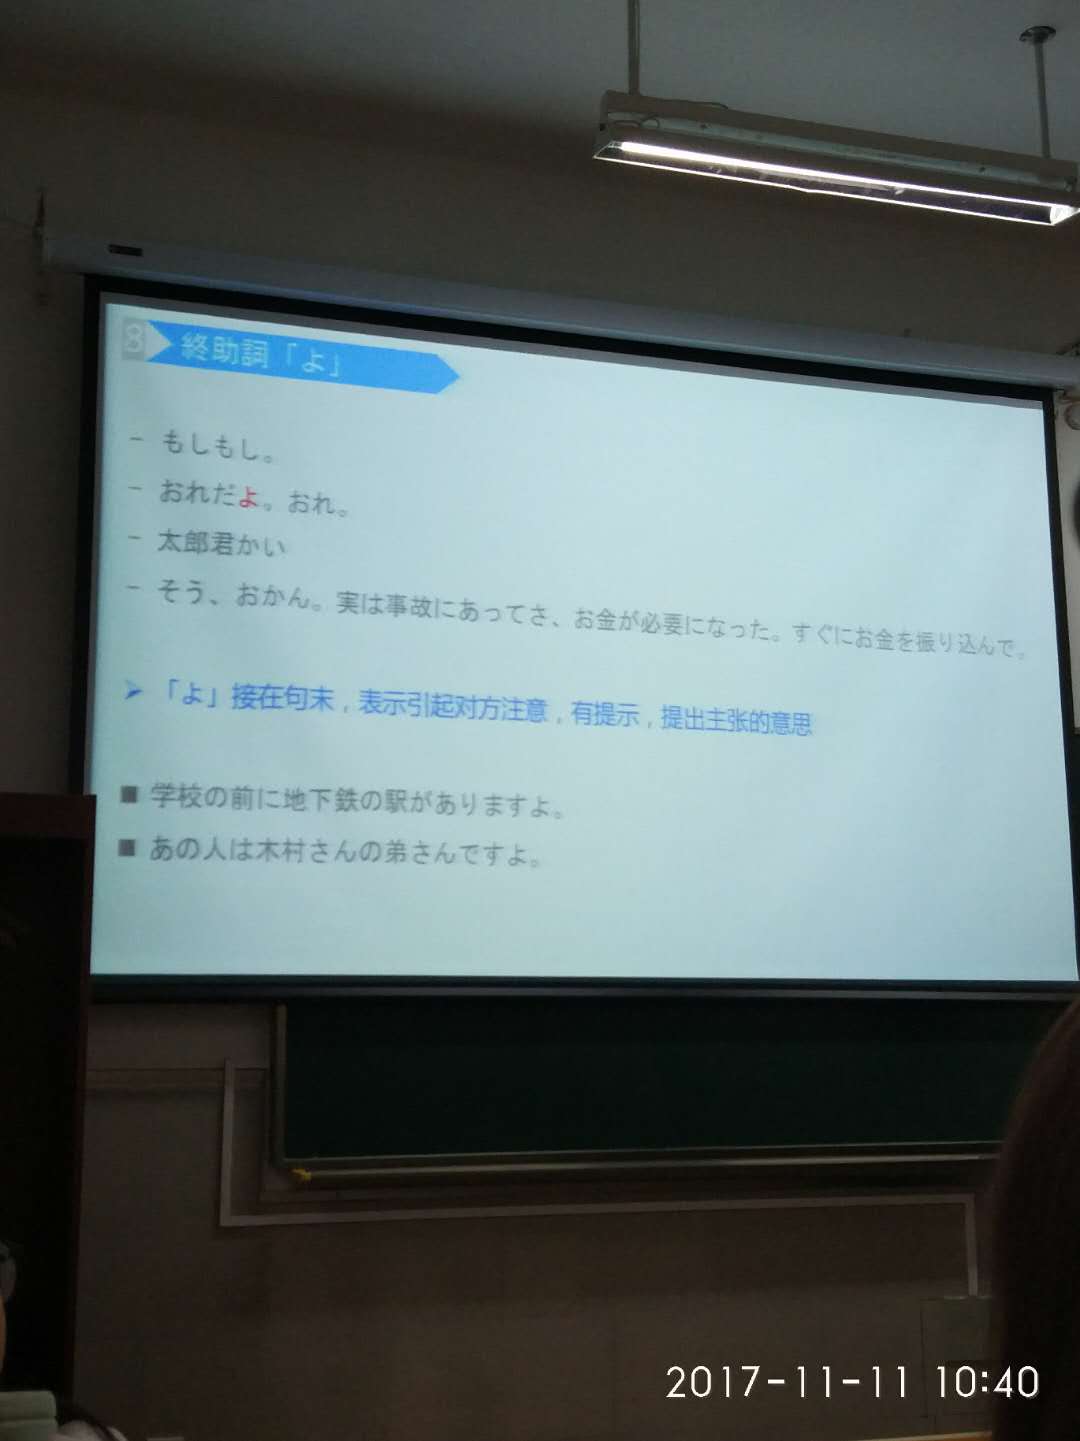 3 終助詞「よ」
- もしもし。
- おれだよ。おれ。
- 太郎君かい
- そう、おかん。実は事故にあってさ、お金が必要になった。すぐにお金を振り込んで。
➤ 「よ」接在句末，表示引起对方注意，有提示，提出主张的意思
■ 学校の前に地下鉄の駅がありますよ。
■ あの人は木村さんの弟さんですよ。
2017-11-11 10:40